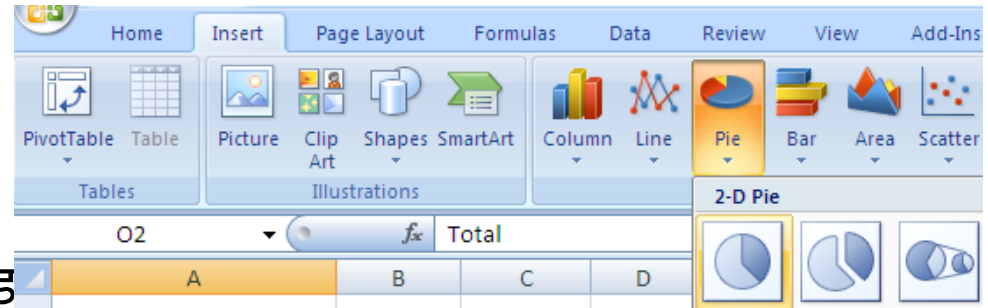 Home Insert Page Layout Formulas Data Review View Add-Ins
PivotTable Table Picture Clip Art Shapes SmartArt Column Line Pie Bar Area Scatter
Tables Illustrations
2-D Pie
O2 fx Total
A B C D